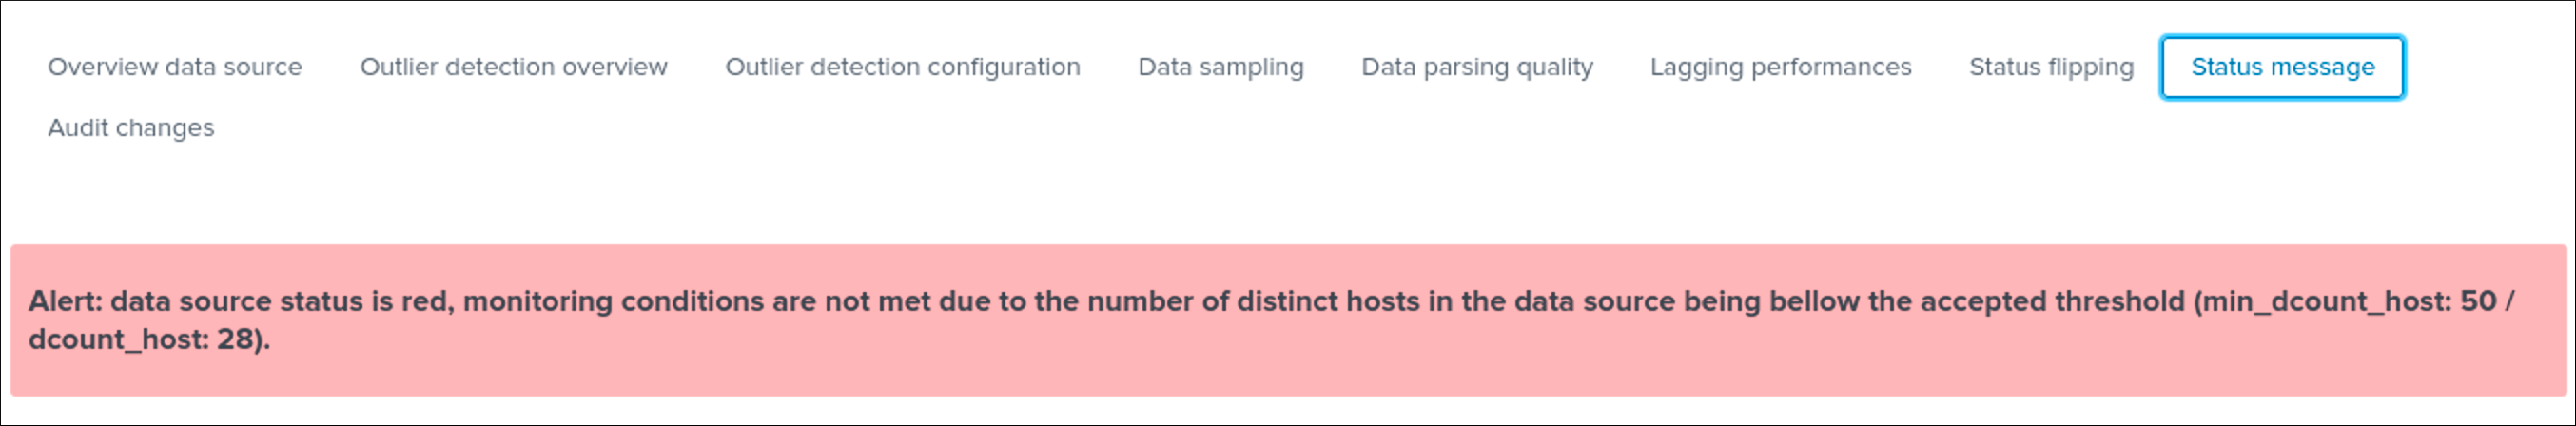 Overview data source Outlier detection overview Outlier detection configuration Data sampling Data parsing quality Lagging performances Status flipping Status message
Audit changes
Alert: data source status is red, monitoring conditions are not met due to the number of distinct hosts in the data source being bellow the accepted threshold (min_dcount_host: 50 /
dcount_host: 28).